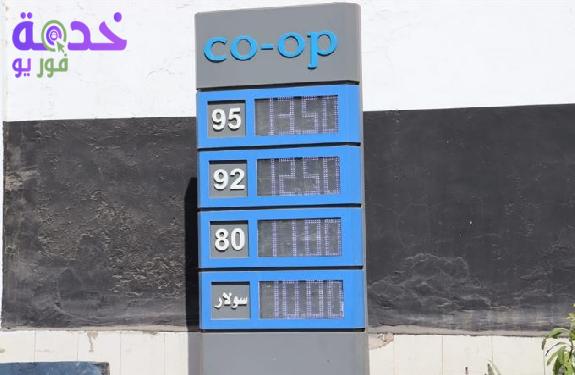 خدمة
فور يو
co-op
95 13.50
92 12.50
80 11.00
سولار 10.00